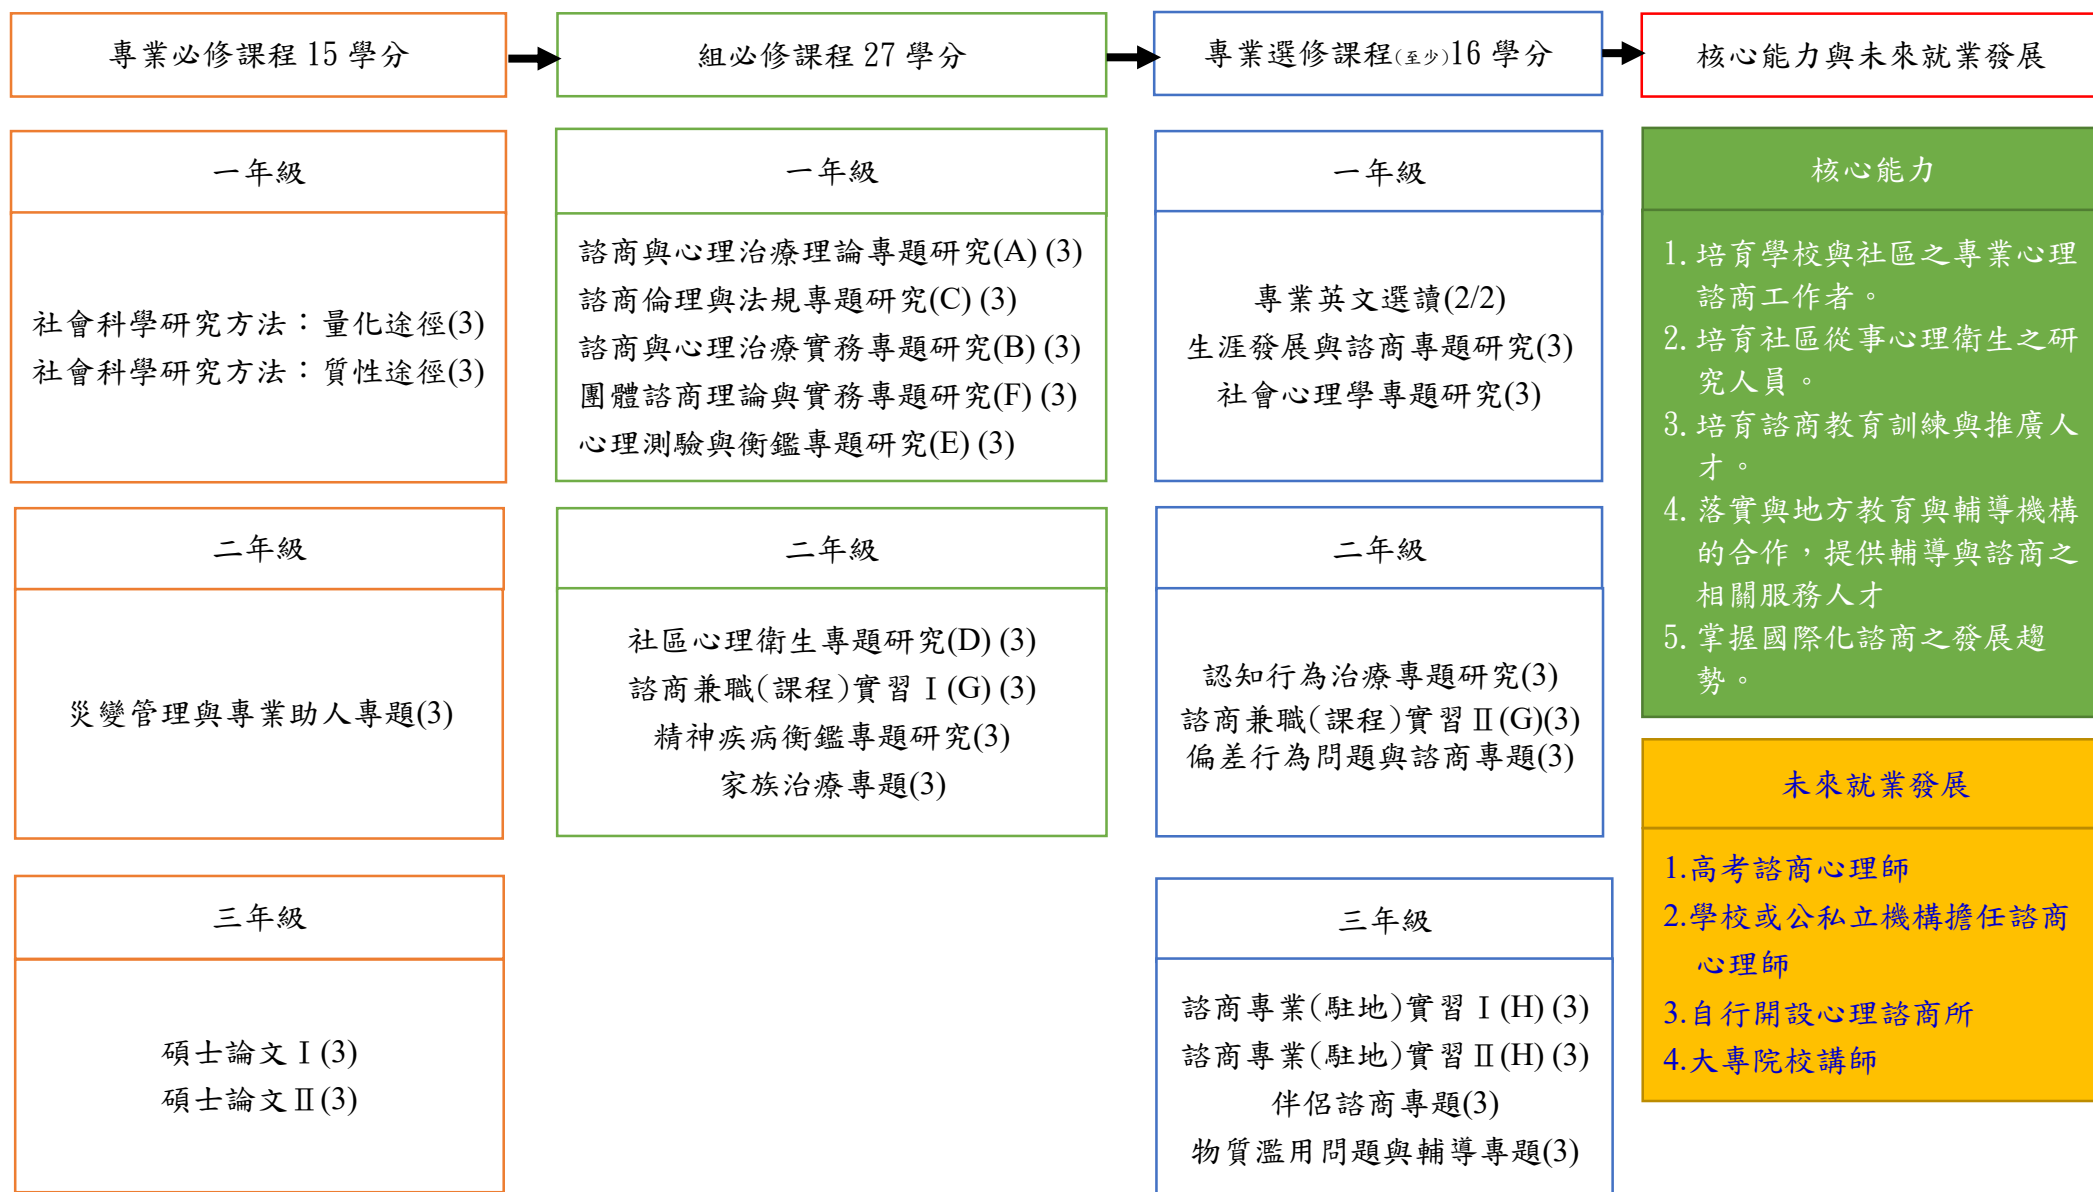 專業必修課程 15 學分
組必修課程 27 學分
專業選修課程(至少)16 學分
核心能力與未來就業發展
一年級
社會科學研究方法：量化途徑(3)
社會科學研究方法：質性途徑(3)
二年級
災變管理與專業助人專題(3)
三年級
碩士論文Ⅰ(3)
碩士論文Ⅱ(3)
一年級
諮商與心理治療理論專題研究(A) (3)
諮商倫理與法規專題研究(C) (3)
諮商與心理治療實務專題研究(B) (3)
團體諮商理論與實務專題研究(F) (3)
心理測驗與衡鑑專題研究(E) (3)
二年級
社區心理衛生專題研究(D) (3)
諮商兼職(課程)實習Ⅰ(G) (3)
精神疾病衡鑑專題研究(3)
家族治療專題(3)
一年級
專業英文選讀(2/2)
生涯發展與諮商專題研究(3)
社會心理學專題研究(3)
二年級
認知行為治療專題研究(3)
諮商兼職(課程)實習Ⅱ(G)(3)
偏差行為問題與諮商專題(3)
三年級
諮商專業(駐地)實習Ⅰ(H) (3)
諮商專業(駐地)實習Ⅱ(H) (3)
伴侶諮商專題(3)
物質濫用問題與輔導專題(3)
核心能力
1. 培育學校與社區之專業心理
諮商工作者。
2. 培育社區從事心理衛生之研
究人員。
3. 培育諮商教育訓練與推廣人
才。
4. 落實與地方教育與輔導機構
的合作，提供輔導與諮商之
相關服務人才
5. 掌握國際化諮商之發展趨
勢。
未來就業發展
1.高考諮商心理師
2.學校或公私立機構擔任諮商
心理師
3.自行開設心理諮商所
4.大專院校講師